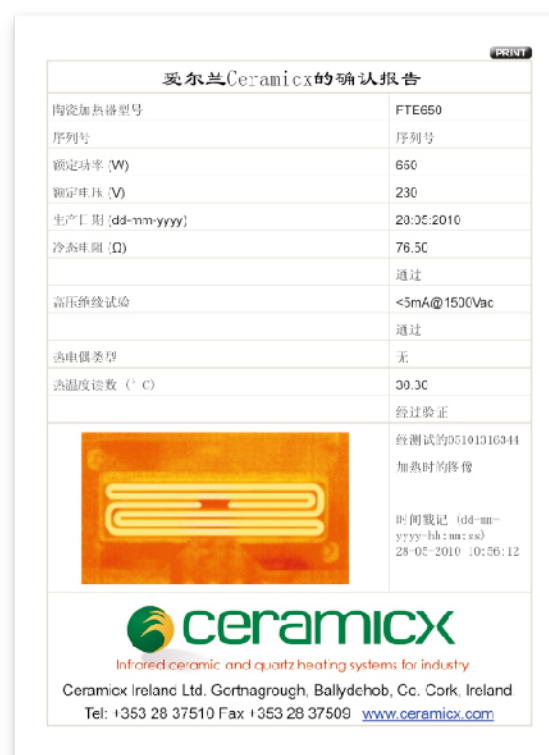 PRINT
爱尔兰Ceramicx的确认报告
陶瓷加热器型号 FTE650
序列号 序列号
额定功率 (W) 650
额定电压 (V) 230
生产日期 (dd-mm-yyyy) 28:05:2010
冷态电阻 (Ω) 76.50
通过
高压绝缘试验 <5mA@1500Vac
通过
热电偶类型 无
热温度读数 (° C) 30.30
经过验证
经测试的05101316344
加热时的图像
时间戳记 (dd-mm-
yyyy-hh:mm:ss)
28-05-2010 10:56:12
ceramicx
Infrared ceramic and quartz heating systems for industry
Ceramicx Ireland Ltd. Gortnagrough, Ballydehob, Co. Cork, Ireland
Tel: +353 28 37510 Fax +353 28 37509 www.ceramicx.com